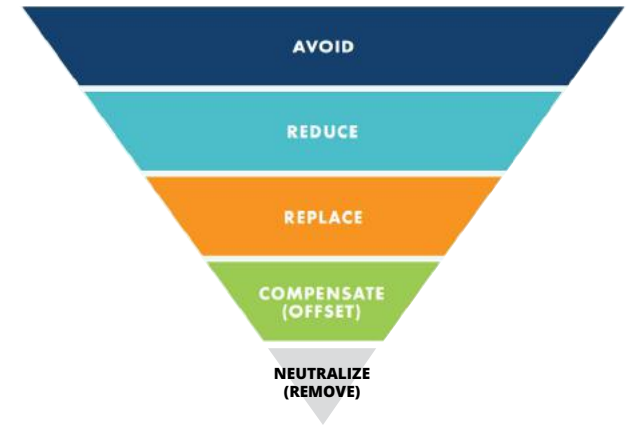 AVOID
REDUCE
REPLACE
COMPENSATE
(OFFSET)
NEUTRALIZE
(REMOVE)